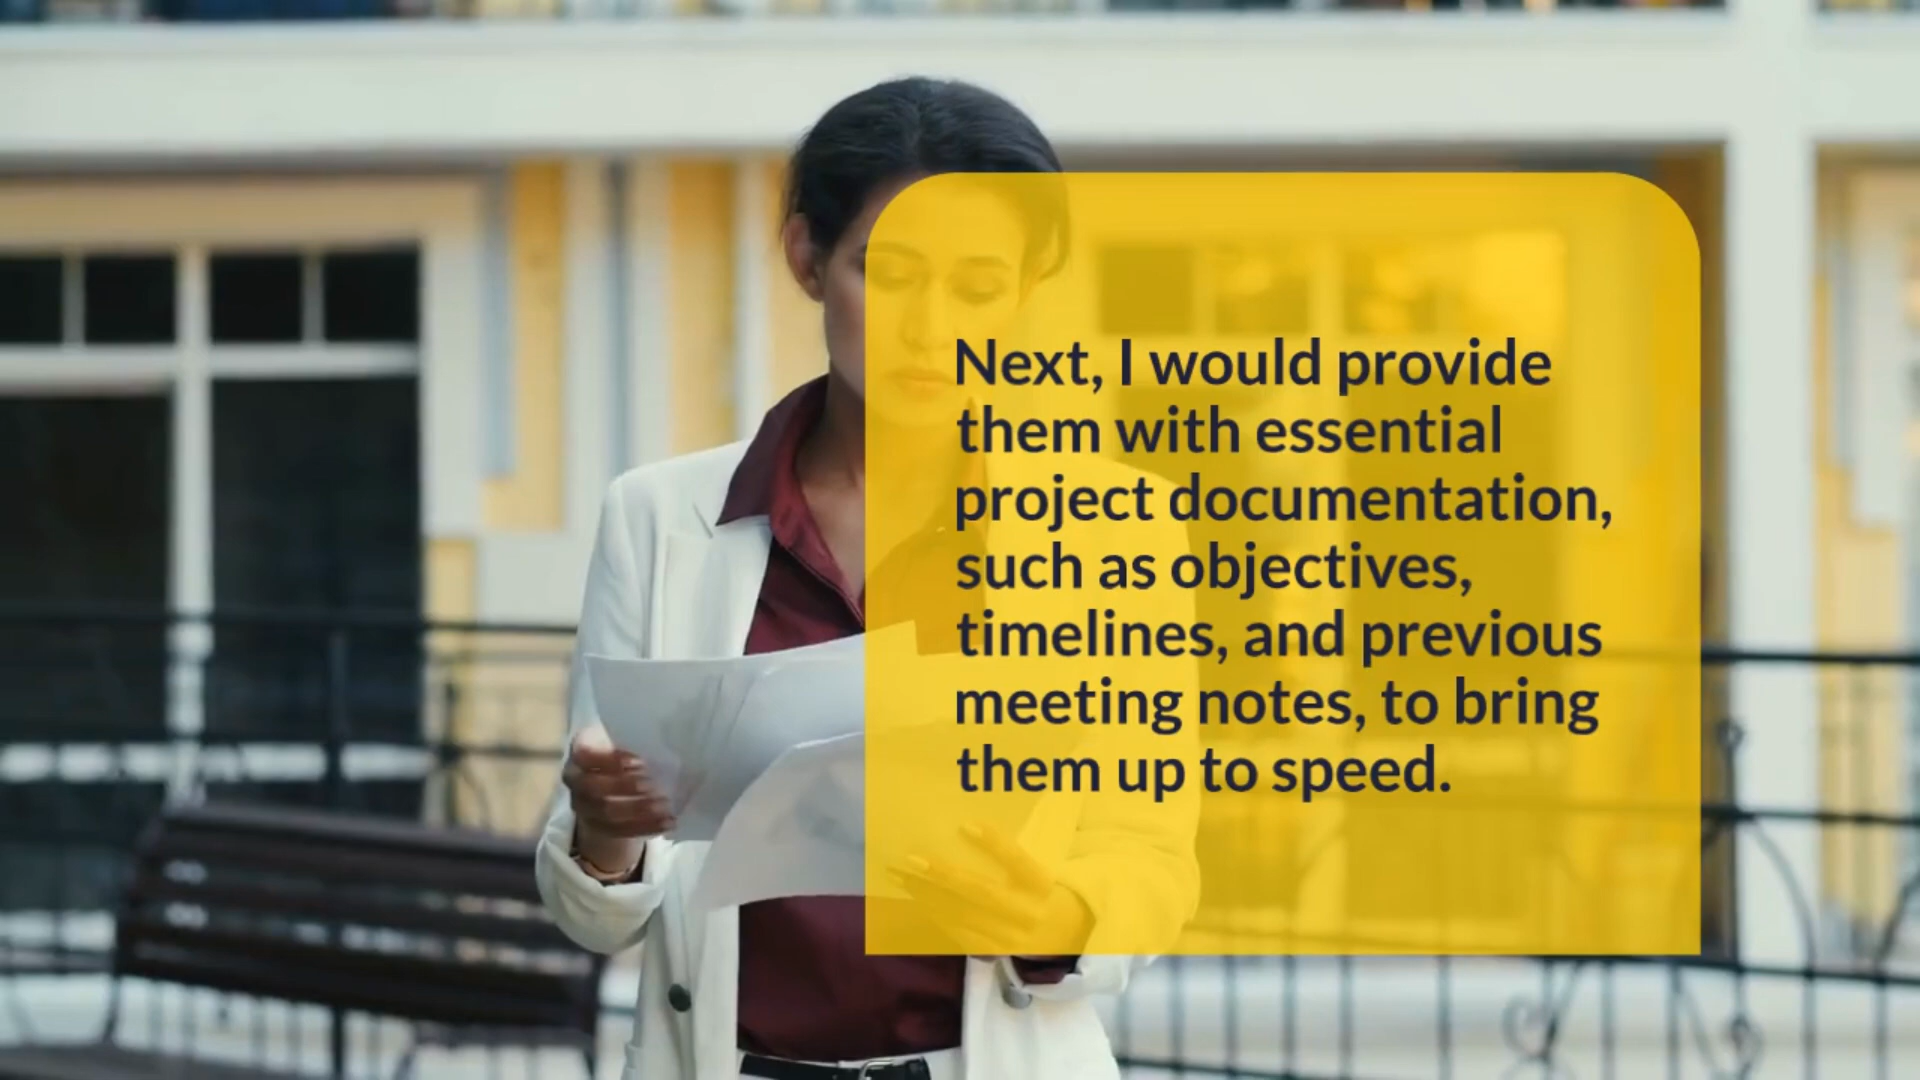 Next, I would provide
them with essential
project documentation,
such as objectives,
timelines, and previous
meeting notes, to bring
them up to speed.